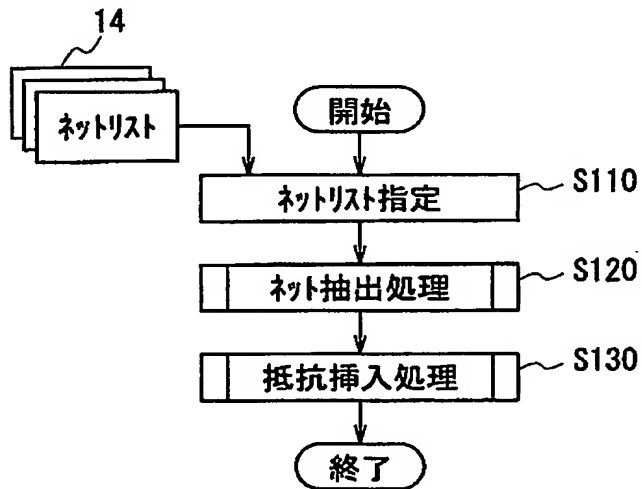 14
ネットリスト
開始
ネットリスト指定
S110
ネット抽出処理
S120
抵抗挿入処理
S130
終了